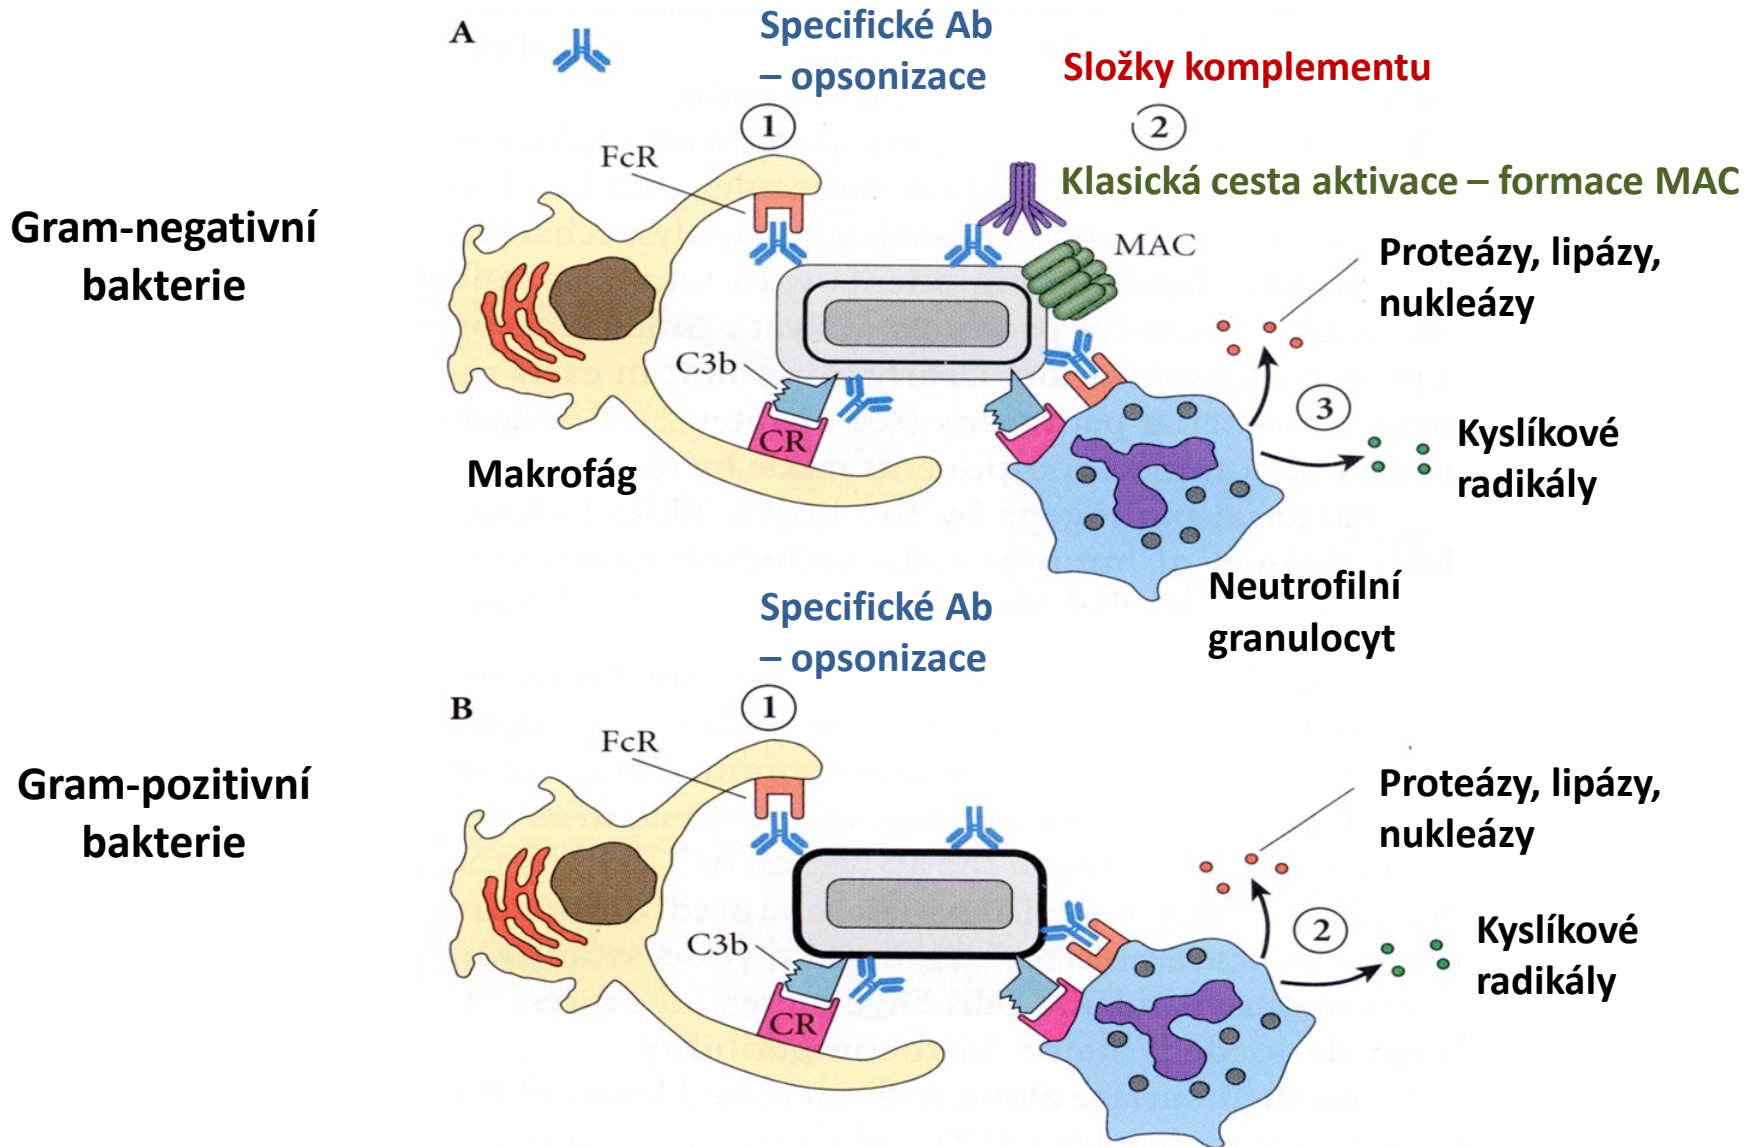 A
Specifické Ab
– opsonizace
Složky komplementu
1
2
FcR
Klasická cesta aktivace – formace MAC
Gram-negativní
bakterie
MAC
Proteázy, lipázy,
nukleázy
C3b
3
CR
Kyslíkové
radikály
Makrofág
Neutrofilní
granulocyt
Specifické Ab
– opsonizace
B
1
FcR
Gram-pozitivní
bakterie
Proteázy, lipázy,
nukleázy
C3b
2
CR
Kyslíkové
radikály